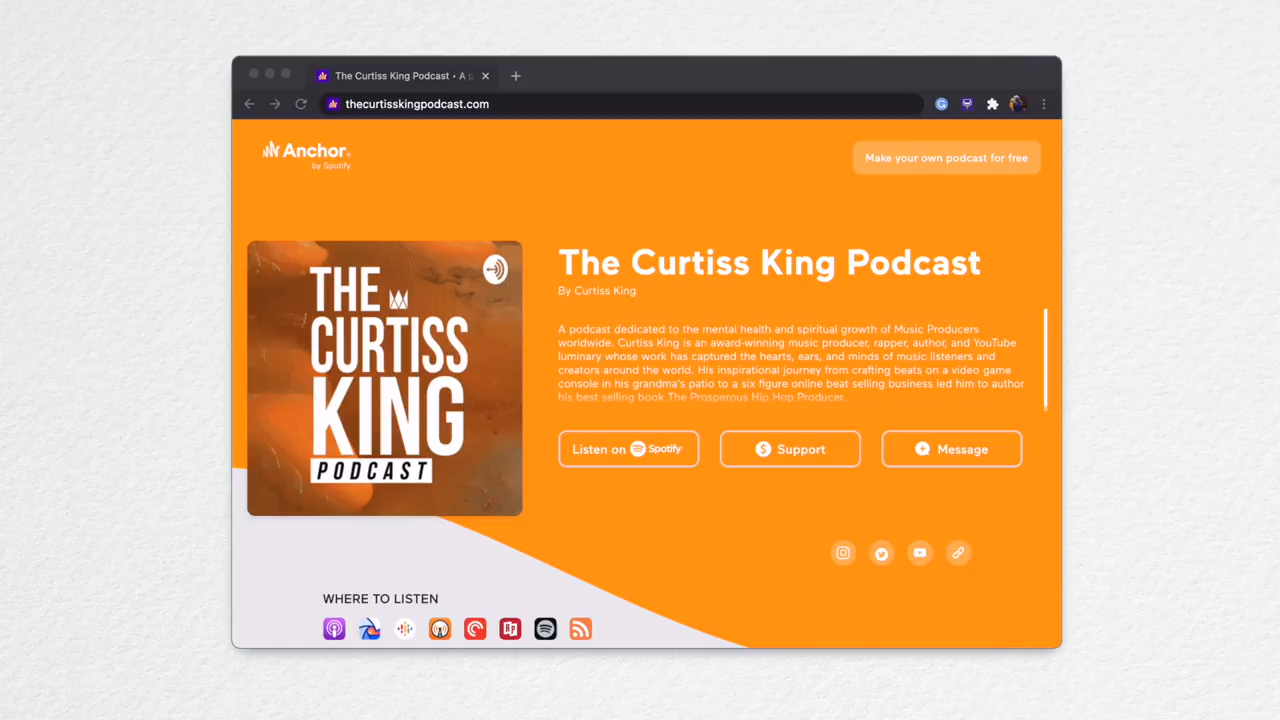 The Curtiss King Podcast • A p
thecurtisskingpodcast.com
Anchor
by Spotify
Make your own podcast for free
THE
CURTISS
KING
PODCAST
The Curtiss King Podcast
By Curtiss King
A podcast dedicated to the mental health and spiritual growth of Music Producers
worldwide. Curtiss King is an award-winning music producer, rapper, author, and YouTube
luminary whose work has captured the hearts, ears, and minds of music listeners and
creators around the world. His inspirational journey from crafting beats on a video game
console in his grandma's patio to a six figure online beat selling business led him to author
his best selling book The Prosperous Hip Hop Producer.
Listen on Spotify
Support
Message
WHERE TO LISTEN